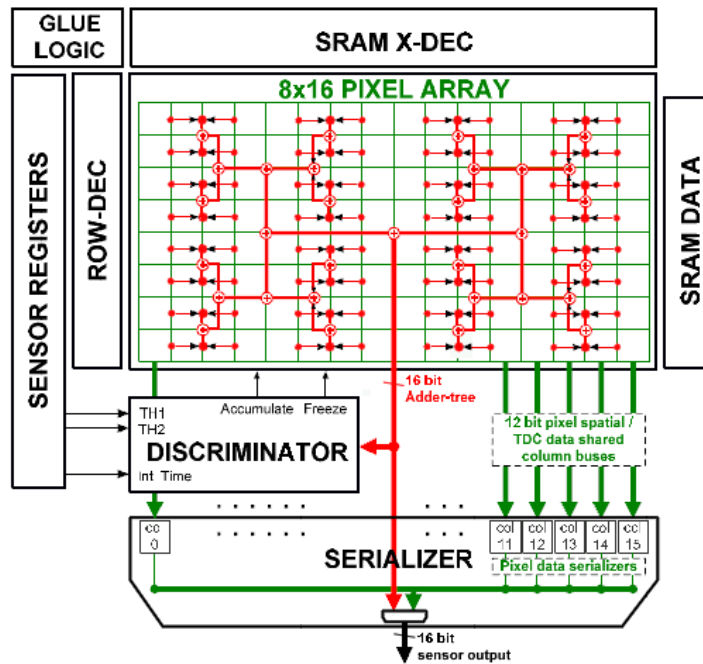 GLUE
LOGIC
SRAM X-DEC
SENSOR REGISTERS
ROW-DEC
8x16 PIXEL ARRAY
SRAM DATA
16 bit
Adder-tree
Accumulate Freeze
TH1
TH2
DISCRIMINATOR
Int Time
12 bit pixel spatial /
TDC data shared
column buses
co
0
col
11
col
12
col
13
col
14
col
15
SERIALIZER
Pixel data serializers
16 bit
sensor output